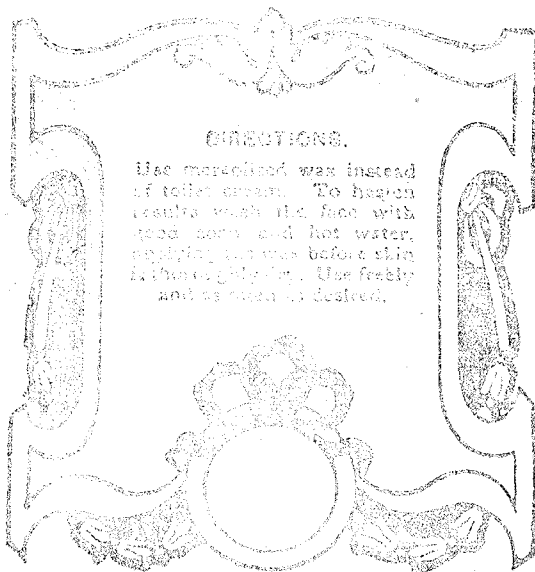 DIRECTIONS.
Use mercolized wax instead
of toilet cream. To hasten
results wash the face with
good soap and hot water,
applying the wax before skin
is thoroughly dry. Use freely
and as often as desired.